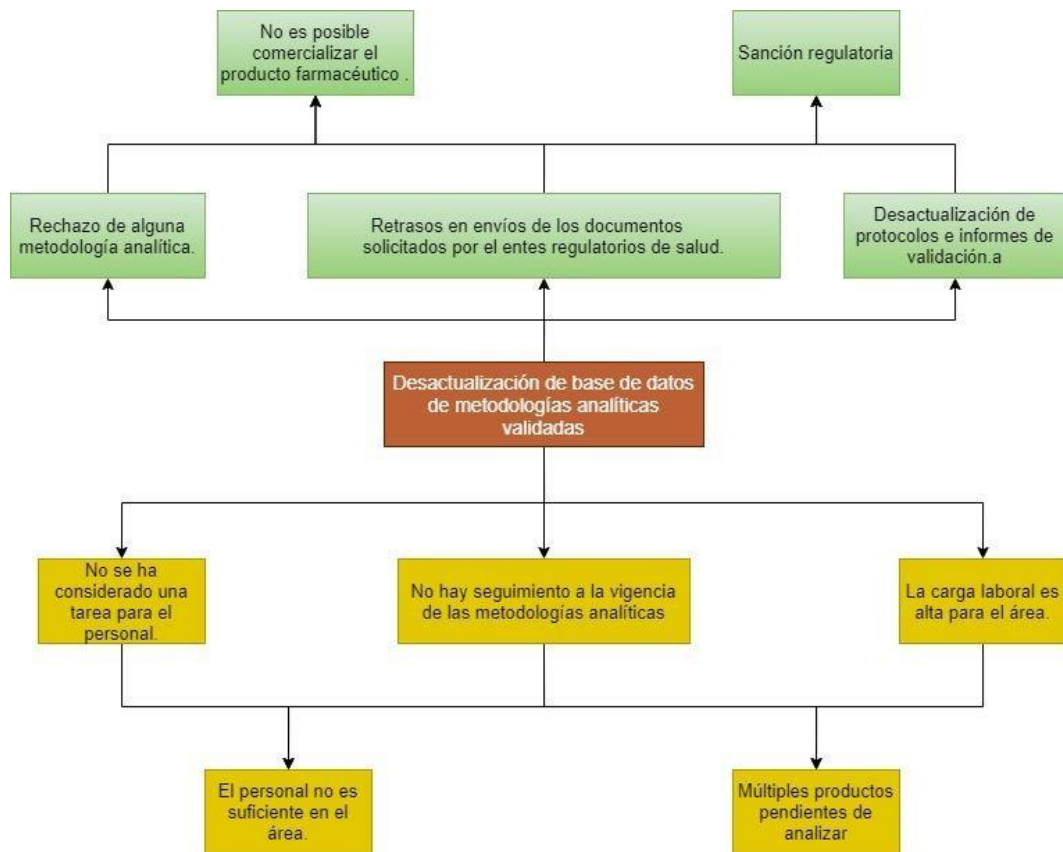 No es posible
comercializar el
producto farmacéutico .
Sanción regulatoria
Rechazo de alguna
metodología analítica.
Retrasos en envíos de los documentos
solicitados por el entes regulatorios de salud.
Desactualización de
protocolos e informes de
validación.a
Desactualización de base de datos
de metodologías analíticas
validadas
No se ha
considerado una
tarea para el
personal.
No hay seguimiento a la vigencia
de las metodologías analíticas
La carga laboral es
alta para el área.
El personal no es
suficiente en el
área.
Múltiples productos
pendientes de
analizar